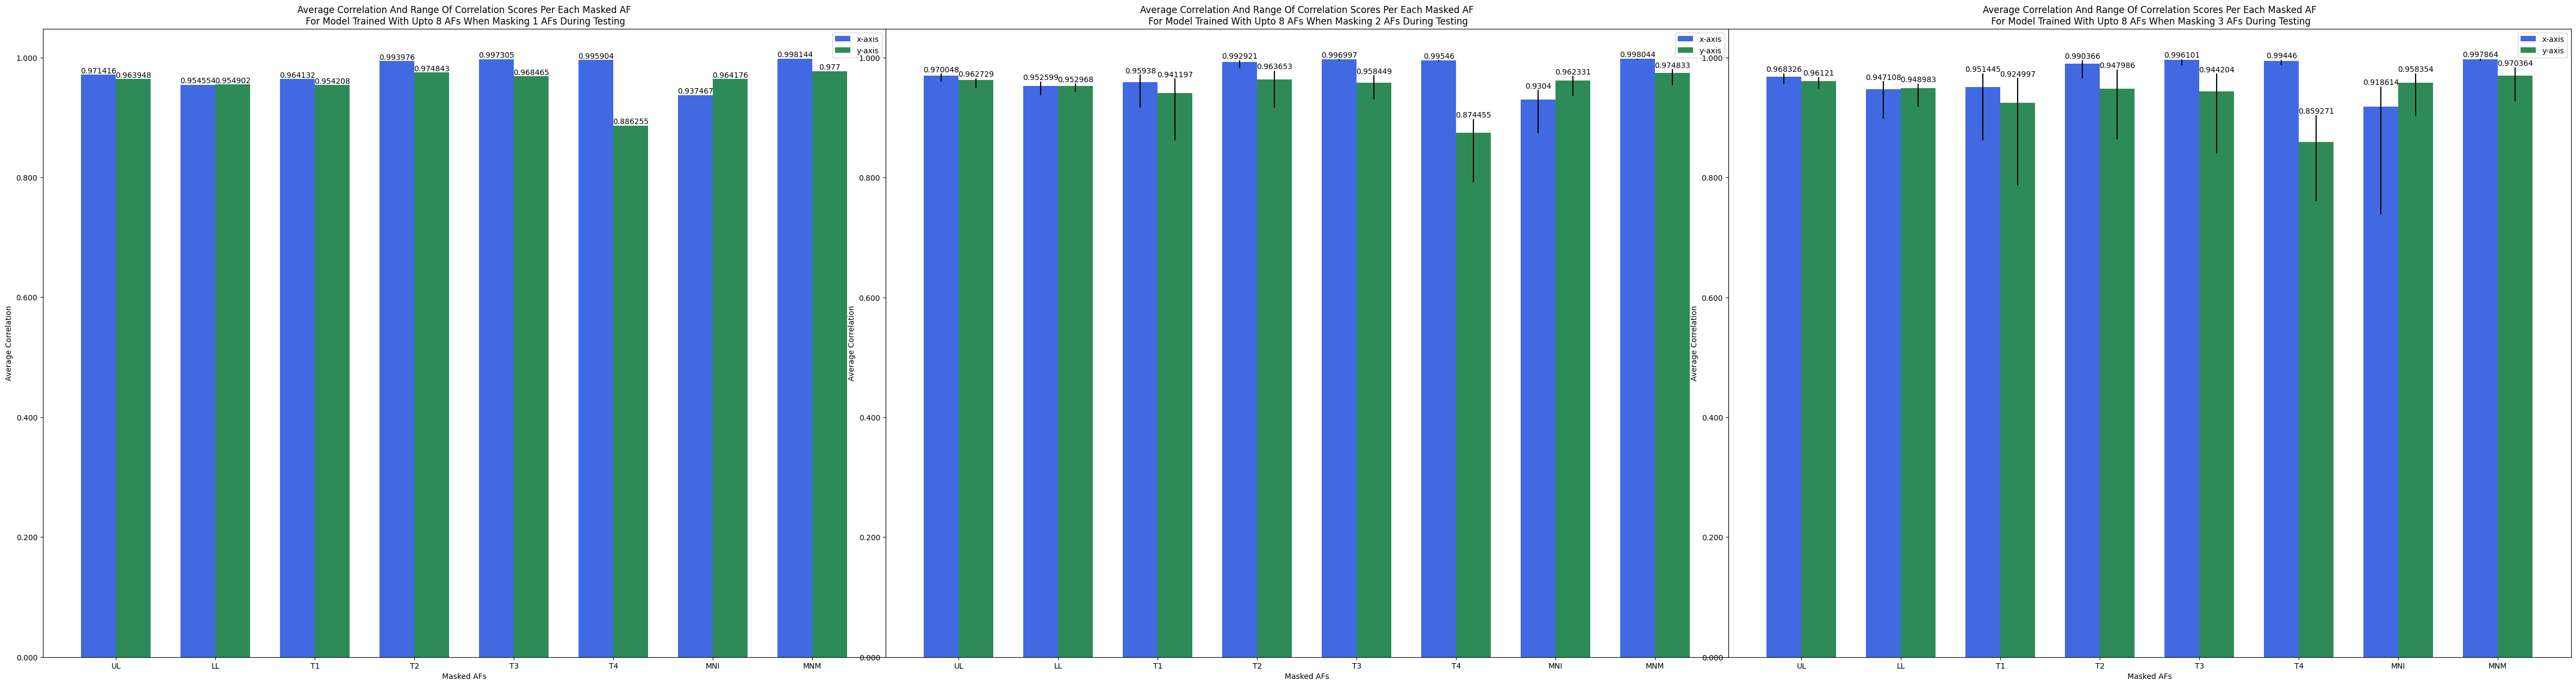 Average Correlation And Range Of Correlation Scores Per Each Masked AF
For Model Trained With Upto 8 AFs When Masking 1 AFs During Testing
x-axis
y-axis
1.000
0.800
0.600
0.400
0.200
0.000
Average Correlation
0.971416
0.963948
0.954554
0.954902
0.964132
0.954208
0.993976
0.974843
0.997305
0.968465
0.995904
0.886255
0.937467
0.964176
0.998144
0.977
UL
LL
T1
T2
T3
T4
MNI
MNM
Masked AFs
Average Correlation And Range Of Correlation Scores Per Each Masked AF
For Model Trained With Upto 8 AFs When Masking 2 AFs During Testing
x-axis
y-axis
1.000
0.800
0.600
0.400
0.200
0.000
Average Correlation
0.970048
0.962729
0.952599
0.952968
0.95938
0.941197
0.992921
0.963653
0.996997
0.958449
0.99546
0.874455
0.9304
0.962331
0.998044
0.974833
UL
LL
T1
T2
T3
T4
MNI
MNM
Masked AFs
Average Correlation And Range Of Correlation Scores Per Each Masked AF
For Model Trained With Upto 8 AFs When Masking 3 AFs During Testing
x-axis
y-axis
1.000
0.800
0.600
0.400
0.200
0.000
Average Correlation
0.968326
0.96121
0.947108
0.948983
0.951445
0.924997
0.990366
0.947986
0.996101
0.944204
0.99446
0.859271
0.918614
0.958354
0.997864
0.970364
UL
LL
T1
T2
T3
T4
MNI
MNM
Masked AFs